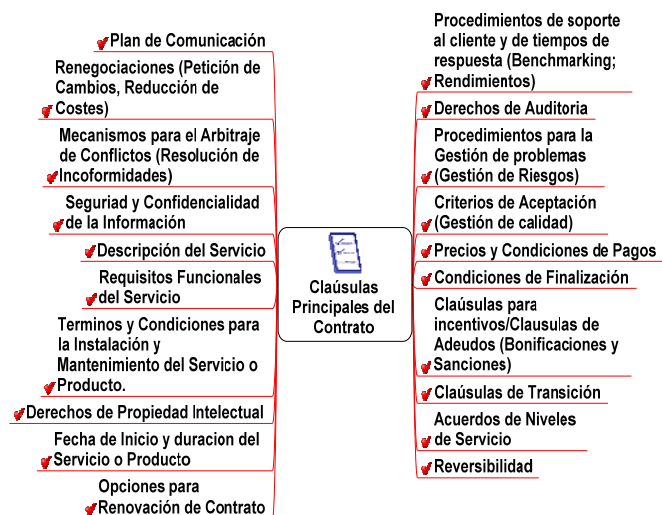 Plan de Comunicación
Renegociaciones (Petición de
Cambios, Reducción de
Costes)
Mecanismos para el Arbitraje
de Conflictos (Resolución de
Incoformidades)
Seguriad y Confidencialidad
de la Información
Descripción del Servicio
Requisitos Funcionales
del Servicio
Terminos y Condiciones para
la Instalación y
Mantenimiento del Servicio o
Producto.
Derechos de Propiedad Intelectual
Fecha de Inicio y duracion del
Servicio o Producto
Opciones para
Renovación de Contrato
Claúsulas
Principales del
Contrato
Procedimientos de soporte
al cliente y de tiempos de
respuesta (Benchmarking;
Rendimientos)
Derechos de Auditoria
Procedimientos para la
Gestión de problemas
(Gestión de Riesgos)
Criterios de Aceptación
(Gestión de calidad)
Precios y Condiciones de Pagos
Condiciones de Finalización
Claúsulas para
incentivos/Clausulas de
Adeudos (Bonificaciones y
Sanciones)
Claúsulas de Transición
Acuerdos de Niveles
de Servicio
Reversibilidad